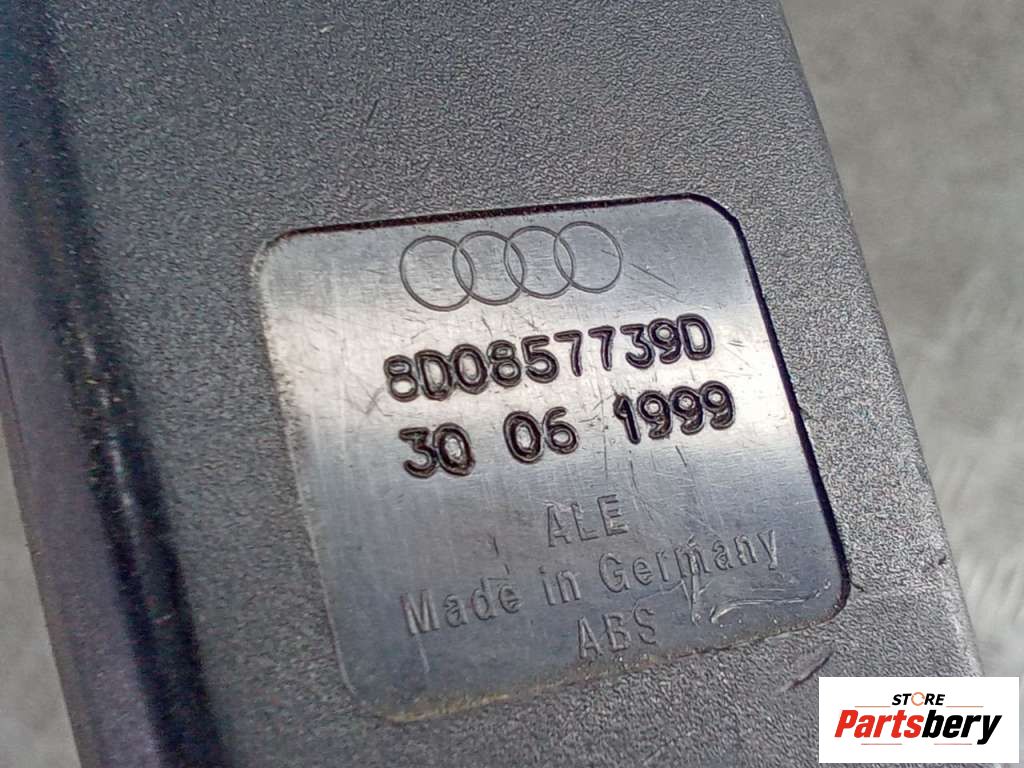 8D0857739D
30 06 1999
ALE
Made in Germany
ABS
STORE
Partsbery